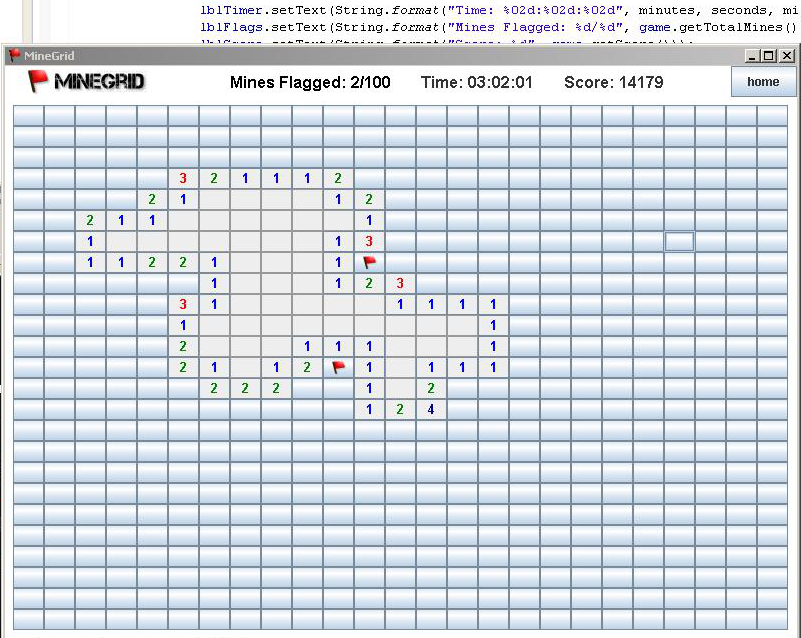 lblTimer.setText(String.format("Time: %02d:%02d:%02d", minutes, seconds, mi
lblFlags.setText(String.format("Mines Flagged: %d/%d", game.getTotalMines()
MineGrid
MINEGRID Mines Flagged: 2/100 Time: 03:02:01 Score: 14179 home
3 2 1 1 1 2
2 1 1 2
2 1 1 1
1 1 3
1 1 2 2 1 1
1 1 2 3
3 1 1 1 1 1
1 1
2 1 1 1 1
2 1 1 2 1 1 1 1
2 2 2 1 2
1 2 4